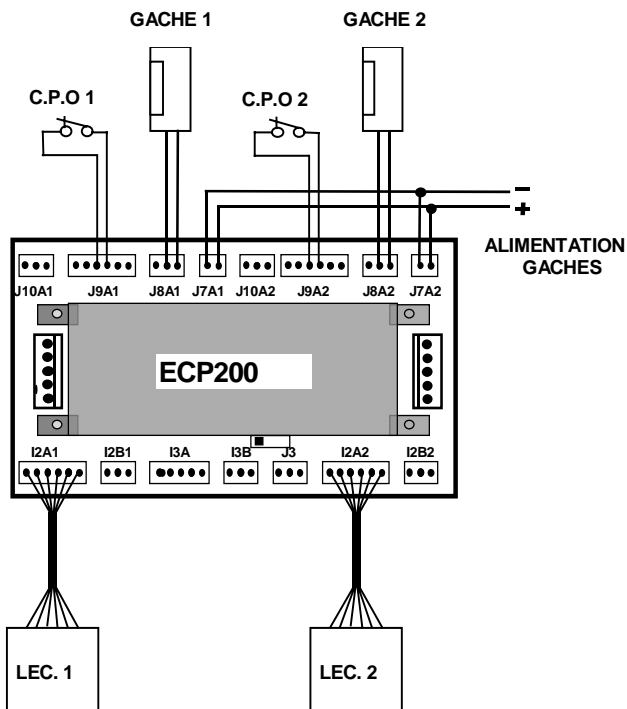 GACHE 1 GACHE 2
C.P.O 1 C.P.O 2
–
+
ALIMENTATION
GACHES
J10A1 J9A1 J8A1 J7A1 J10A2 J9A2 J8A2 J7A2
ECP200
I2A1 I2B1 I3A I3B J3 I2A2 I2B2
LEC. 1 LEC. 2